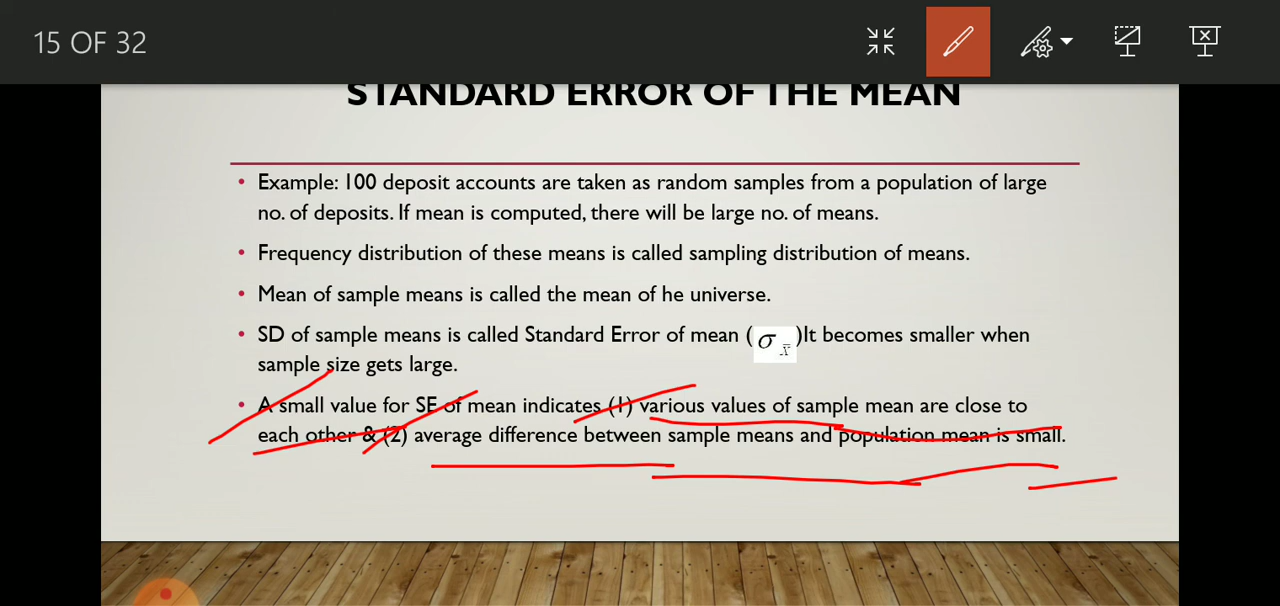 15 OF 32
STANDARD ERROR OF THE MEAN
• Example: 100 deposit accounts are taken as random samples from a population of large
no. of deposits. If mean is computed, there will be large no. of means.
• Frequency distribution of these means is called sampling distribution of means.
• Mean of sample means is called the mean of he universe.
• SD of sample means is called Standard Error of mean (σ x̄)It becomes smaller when
sample size gets large.
• A small value for SE of mean indicates (1) various values of sample mean are close to
each other & (2) average difference between sample means and population mean is small.